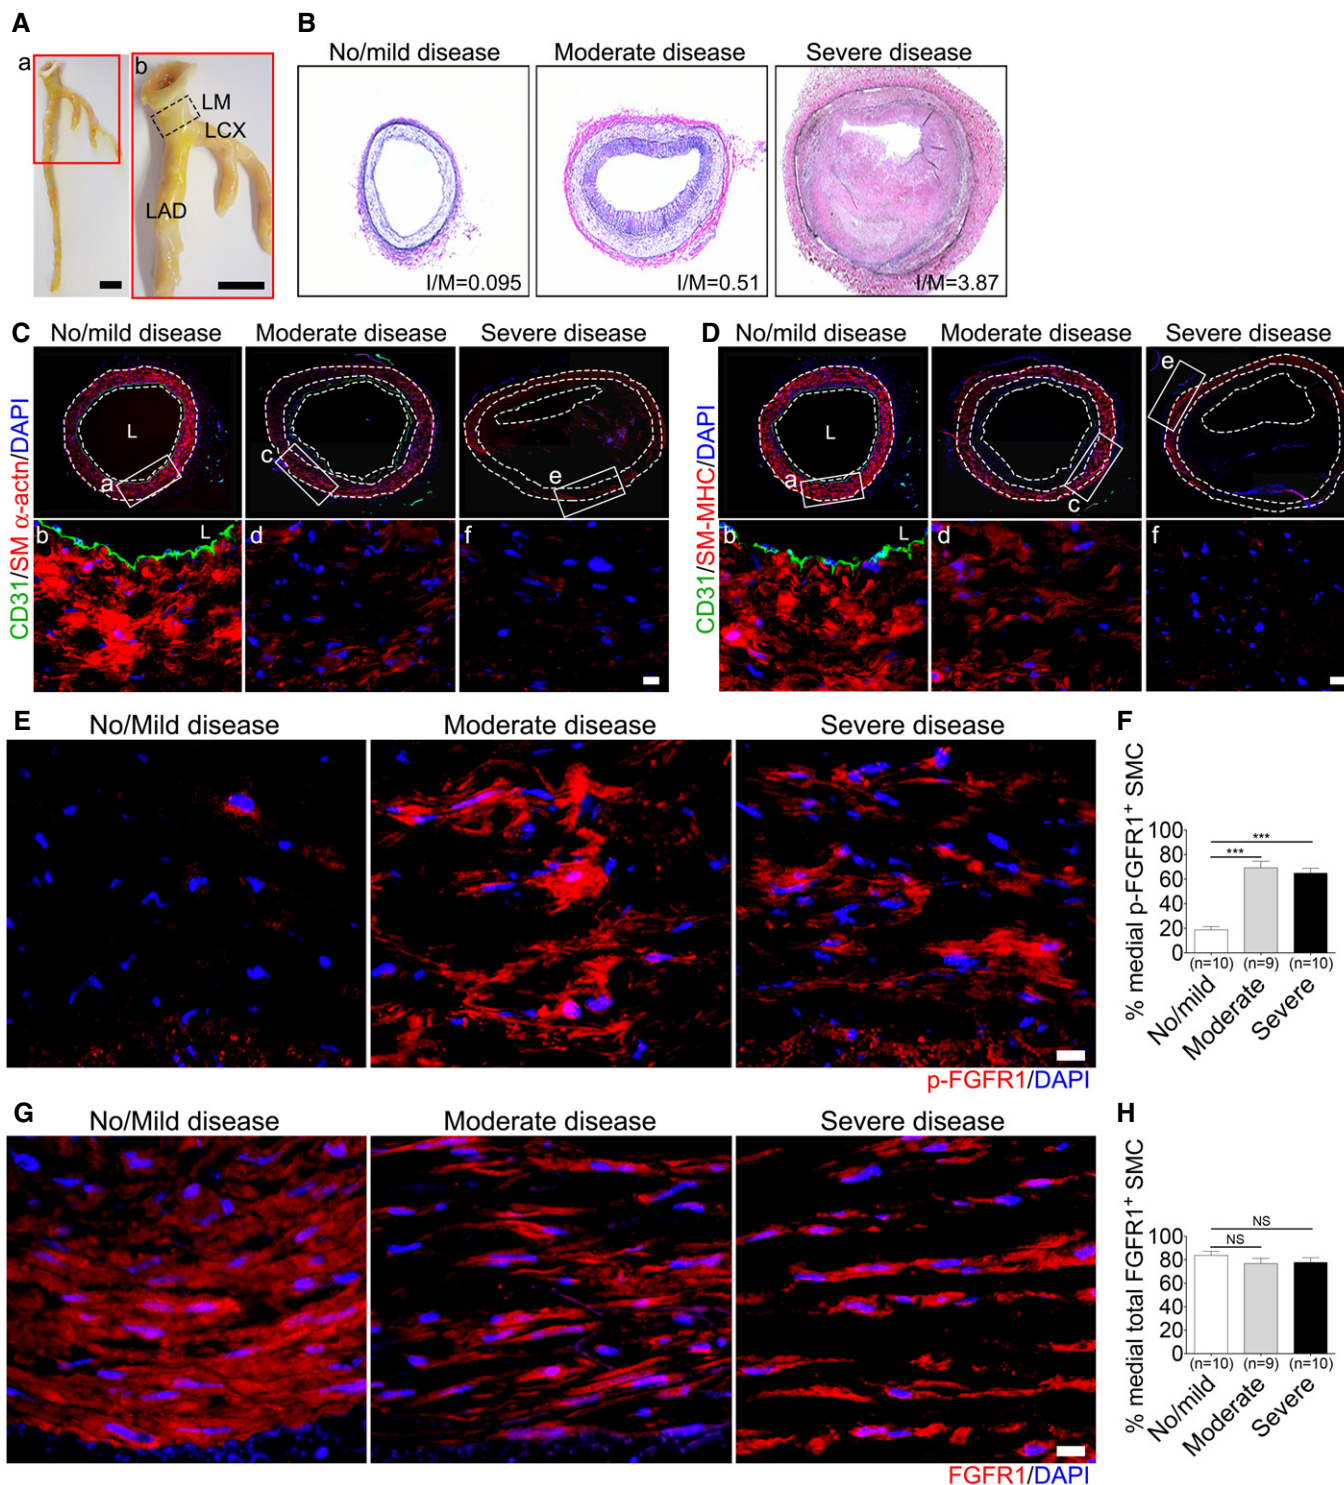 A
a
b
LM
LCX
LAD
B
No/mild disease
Moderate disease
Severe disease
I/M=0.095
I/M=0.51
I/M=3.87
C
No/mild disease
Moderate disease
Severe disease
CD31/SM α-actn/DAPI
L
a
c
e
b
L
d
f
D
No/mild disease
Moderate disease
Severe disease
CD31/SM-MHC/DAPI
L
a
c
e
b
L
d
f
E
No/Mild disease
Moderate disease
Severe disease
p-FGFR1/DAPI
F
% medial p-FGFR1+ SMC
100
80
60
40
20
0
***
***
(n=10)
(n=9)
(n=10)
No/mild
Moderate
Severe
G
No/Mild disease
Moderate disease
Severe disease
FGFR1/DAPI
H
% medial total FGFR1+ SMC
100
80
60
40
20
0
NS
NS
(n=10)
(n=9)
(n=10)
No/mild
Moderate
Severe